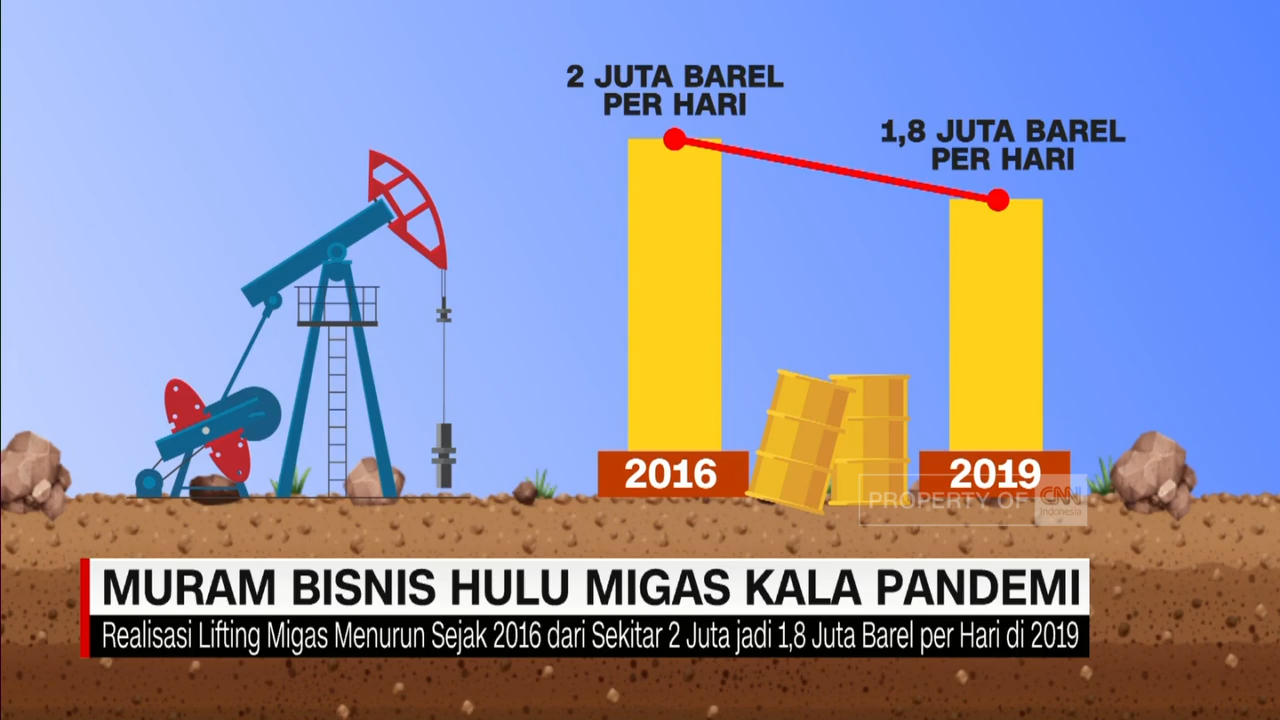 2 JUTA BAREL
PER HARI
1,8 JUTA BAREL
PER HARI
2016
2019
PROPERTY OF CNN
Indonesia
MURAM BISNIS HULU MIGAS KALA PANDEMI
Realisasi Lifting Migas Menurun Sejak 2016 dari Sekitar 2 Juta jadi 1,8 Juta Barel per Hari di 2019